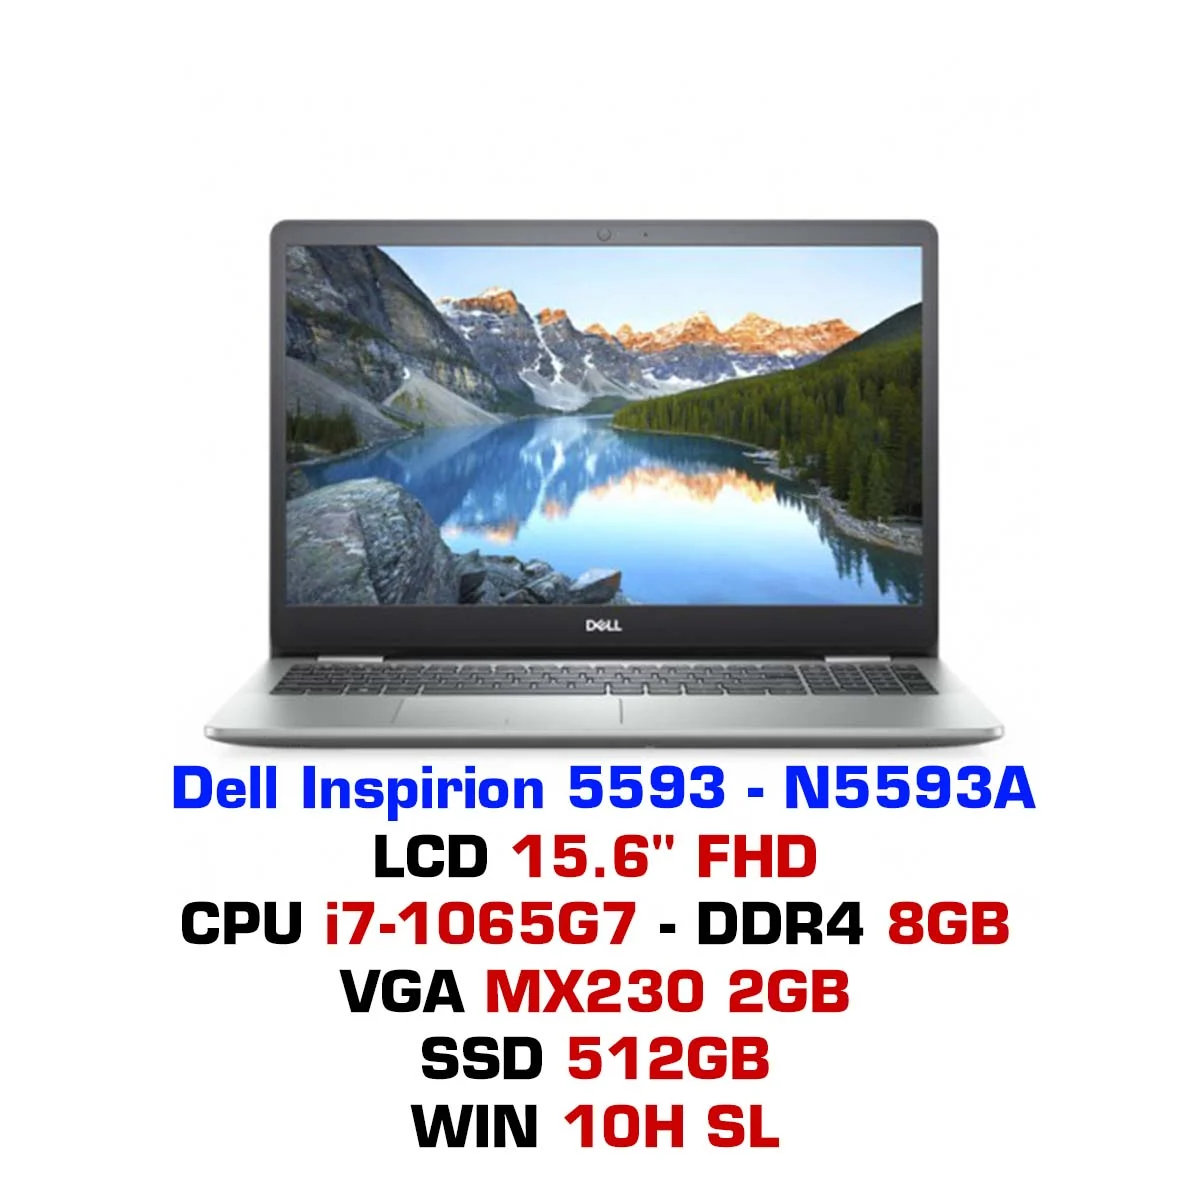 DELL
Dell Inspirion 5593 - N5593A
LCD 15.6" FHD
CPU i7-1065G7 - DDR4 8GB
VGA MX230 2GB
SSD 512GB
WIN 10H SL